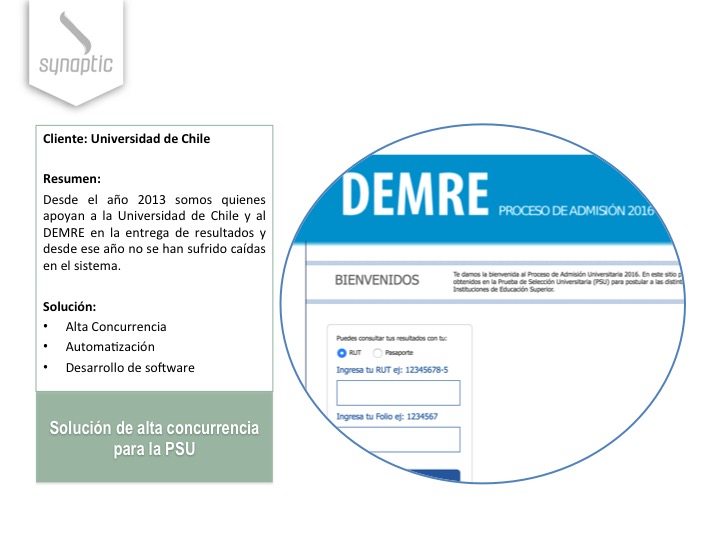 synaptic
Cliente: Universidad de Chile
Resumen:
Desde el año 2013 somos quienes
apoyan a la Universidad de Chile y al
DEMRE en la entrega de resultados y
desde ese año no se han sufrido caídas
en el sistema.
Solución:
• Alta Concurrencia
• Automatización
• Desarrollo de software
Solución de alta concurrencia
para la PSU
DEMRE PROCESO DE ADMISIÓN 2016
BIENVENIDOS
Te damos la bienvenida al Proceso de Admisión Universitaria 2016. En este sitio p
obtenidos en la Prueba de Selección Universitaria (PSU) para postular a las distint
Instituciones de Educación Superior.
Puedes consultar tus resultados con tu:
RUT Pasaporte
Ingresa tu RUT ej: 12345678-5
Ingresa tu Folio ej: 1234567